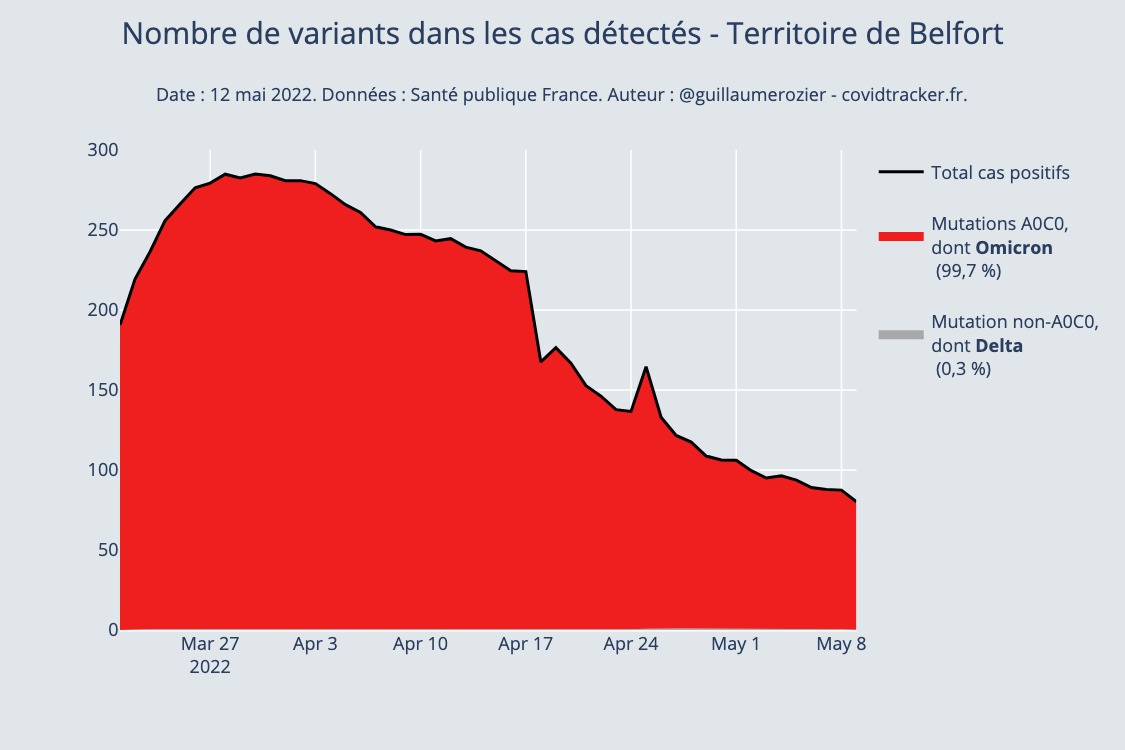 Nombre de variants dans les cas détectés - Territoire de Belfort
Date : 12 mai 2022. Données : Santé publique France. Auteur : @guillaumerozier - covidtracker.fr.
300
250
200
150
100
50
0
Mar 27
2022
Apr 3
Apr 10
Apr 17
Apr 24
May 1
May 8
Total cas positifs
Mutations A0C0,
dont Omicron
(99,7 %)
Mutation non-A0C0,
dont Delta
(0,3 %)